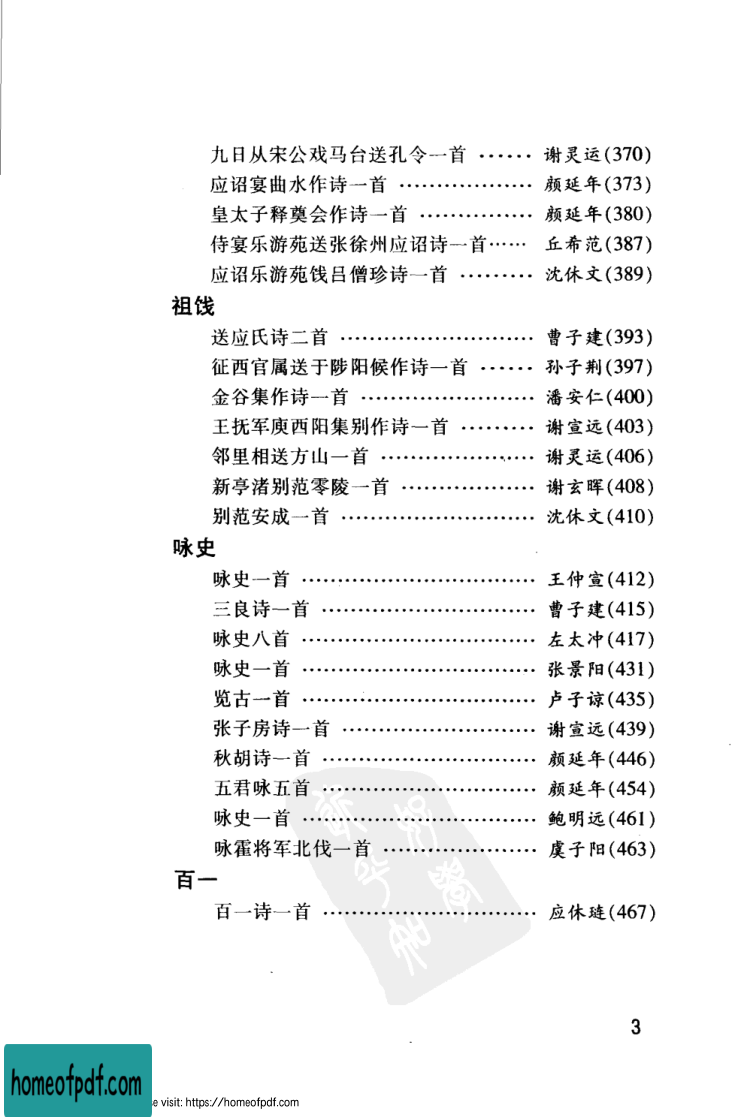 九日从宋公戏马台送孔令一首 ⋯⋯ 谢灵运(370)
应诏宴曲水作诗一首 ⋯⋯⋯⋯⋯⋯ 颜延年(373)
皇太子释奠会作诗一首 ⋯⋯⋯⋯⋯ 颜延年(380)
侍宴乐游苑送张徐州应诏诗一首⋯⋯ 丘希范(387)
应诏乐游苑饯吕僧珍诗一首 ⋯⋯⋯ 沈休文(389)
祖饯
送应氏诗二首 ⋯⋯⋯⋯⋯⋯⋯⋯⋯ 曹子建(393)
征西官属送于陟阳候作诗一首 ⋯⋯ 孙子荆(397)
金谷集作诗一首 ⋯⋯⋯⋯⋯⋯⋯⋯ 潘安仁(400)
王抚军庾西阳集别作诗一首 ⋯⋯⋯ 谢宣远(403)
邻里相送方山一首 ⋯⋯⋯⋯⋯⋯⋯ 谢灵运(406)
新亭渚别范零陵一首 ⋯⋯⋯⋯⋯⋯ 谢玄晖(408)
别范安成一首 ⋯⋯⋯⋯⋯⋯⋯⋯⋯ 沈休文(410)
咏史
咏史一首 ⋯⋯⋯⋯⋯⋯⋯⋯⋯⋯⋯ 王仲宣(412)
三良诗一首 ⋯⋯⋯⋯⋯⋯⋯⋯⋯⋯ 曹子建(415)
咏史八首 ⋯⋯⋯⋯⋯⋯⋯⋯⋯⋯⋯ 左太冲(417)
咏史一首 ⋯⋯⋯⋯⋯⋯⋯⋯⋯⋯⋯ 张景阳(431)
览古一首 ⋯⋯⋯⋯⋯⋯⋯⋯⋯⋯⋯ 卢子谅(435)
张子房诗一首 ⋯⋯⋯⋯⋯⋯⋯⋯⋯ 谢宣远(439)
秋胡诗一首 ⋯⋯⋯⋯⋯⋯⋯⋯⋯⋯ 颜延年(446)
五君咏五首 ⋯⋯⋯⋯⋯⋯⋯⋯⋯⋯ 颜延年(454)
咏史一首 ⋯⋯⋯⋯⋯⋯⋯⋯⋯⋯⋯ 鲍明远(461)
咏霍将军北伐一首 ⋯⋯⋯⋯⋯⋯⋯ 虞子阳(463)
百一
百一诗一首 ⋯⋯⋯⋯⋯⋯⋯⋯⋯⋯ 应休琏(467)
3
homeofpdf.com
e visit: https://homeofpdf.com